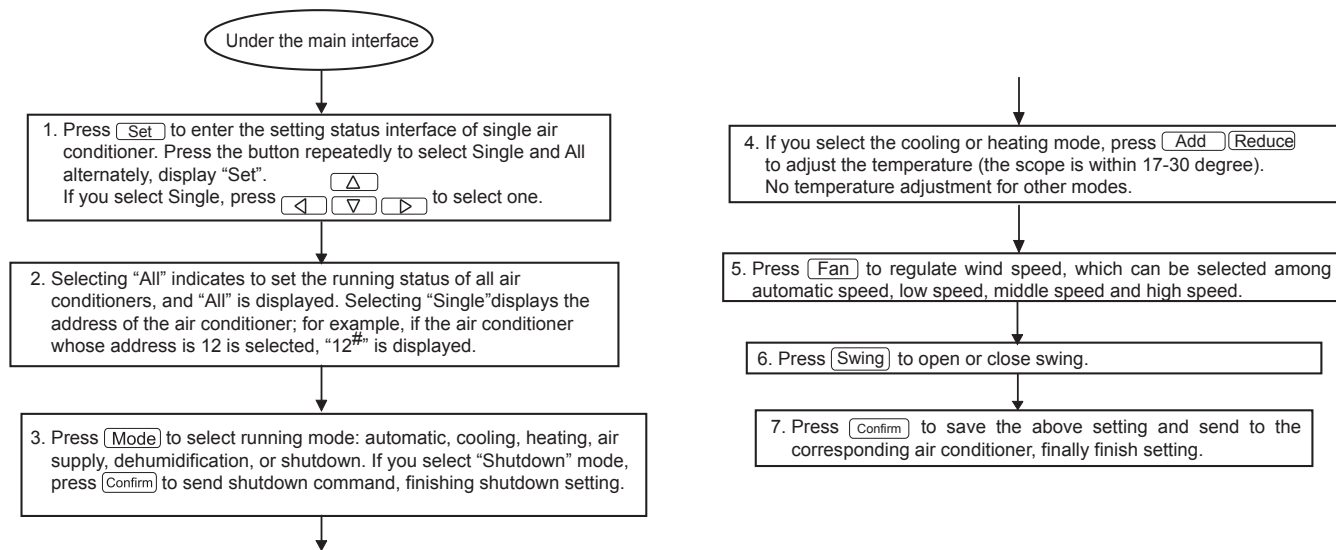 Under the main interface
1. Press Set to enter the setting status interface of single air
conditioner. Press the button repeatedly to select Single and All
alternately, display “Set”.
△
If you select Single, press ◁ ▽ ▷ to select one.
2. Selecting “All” indicates to set the running status of all air
conditioners, and “All” is displayed. Selecting “Single”displays the
address of the air conditioner; for example, if the air conditioner
whose address is 12 is selected, “12#” is displayed.
3. Press Mode to select running mode: automatic, cooling, heating, air
supply, dehumidification, or shutdown. If you select “Shutdown” mode,
press Confirm to send shutdown command, finishing shutdown setting.
4. If you select the cooling or heating mode, press Add Reduce
to adjust the temperature (the scope is within 17-30 degree).
No temperature adjustment for other modes.
5. Press Fan to regulate wind speed, which can be selected among
automatic speed, low speed, middle speed and high speed.
6. Press Swing to open or close swing.
7. Press Confirm to save the above setting and send to the
corresponding air conditioner, finally finish setting.